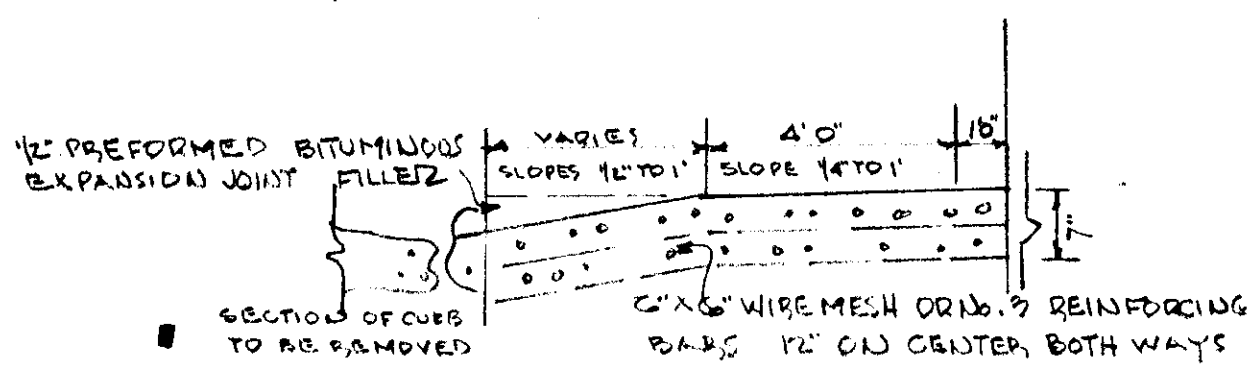 1/2" PREFORMED BITUMINOUS
EXPANSION JOINT FILLER
VARIES
SLOPES 1/2" TO 1'
4' 0"
SLOPE 1/4" TO 1'
18"
7"
SECTION OF CURB
TO BE REMOVED
6" X 6" WIRE MESH OR No. 3 REINFORCING
BARS 12" ON CENTER BOTH WAYS